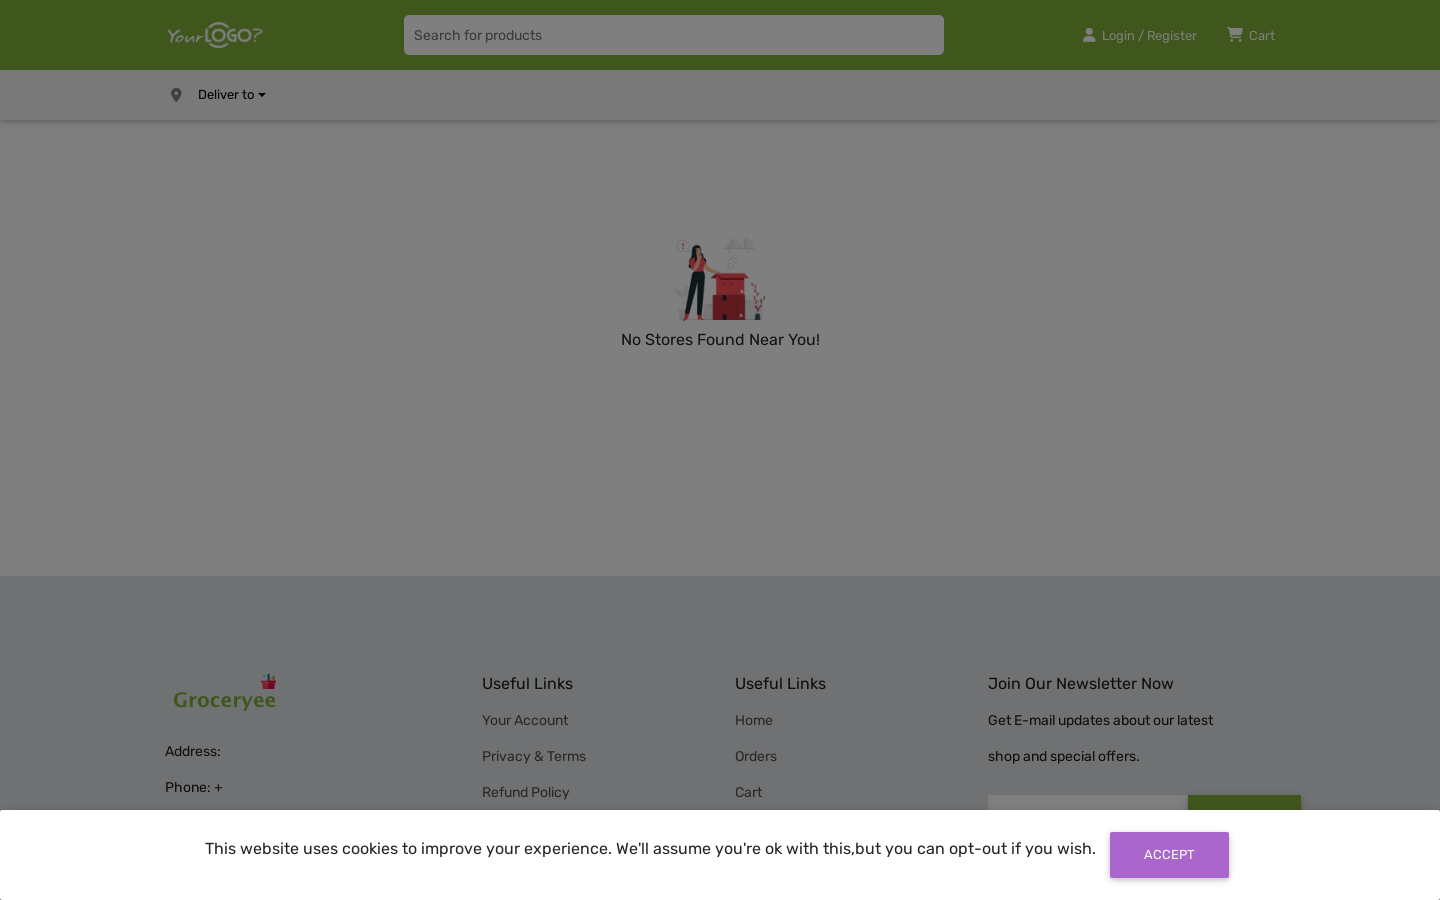 YourLOGO?
Search for products
Login / Register
Cart
Deliver to
No Stores Found Near You!
Groceryee
Address:
Phone: +
Useful Links
Your Account
Privacy & Terms
Refund Policy
Useful Links
Home
Orders
Cart
Join Our Newsletter Now
Get E-mail updates about our latest
shop and special offers.
This website uses cookies to improve your experience. We'll assume you're ok with this,but you can opt-out if you wish.
ACCEPT